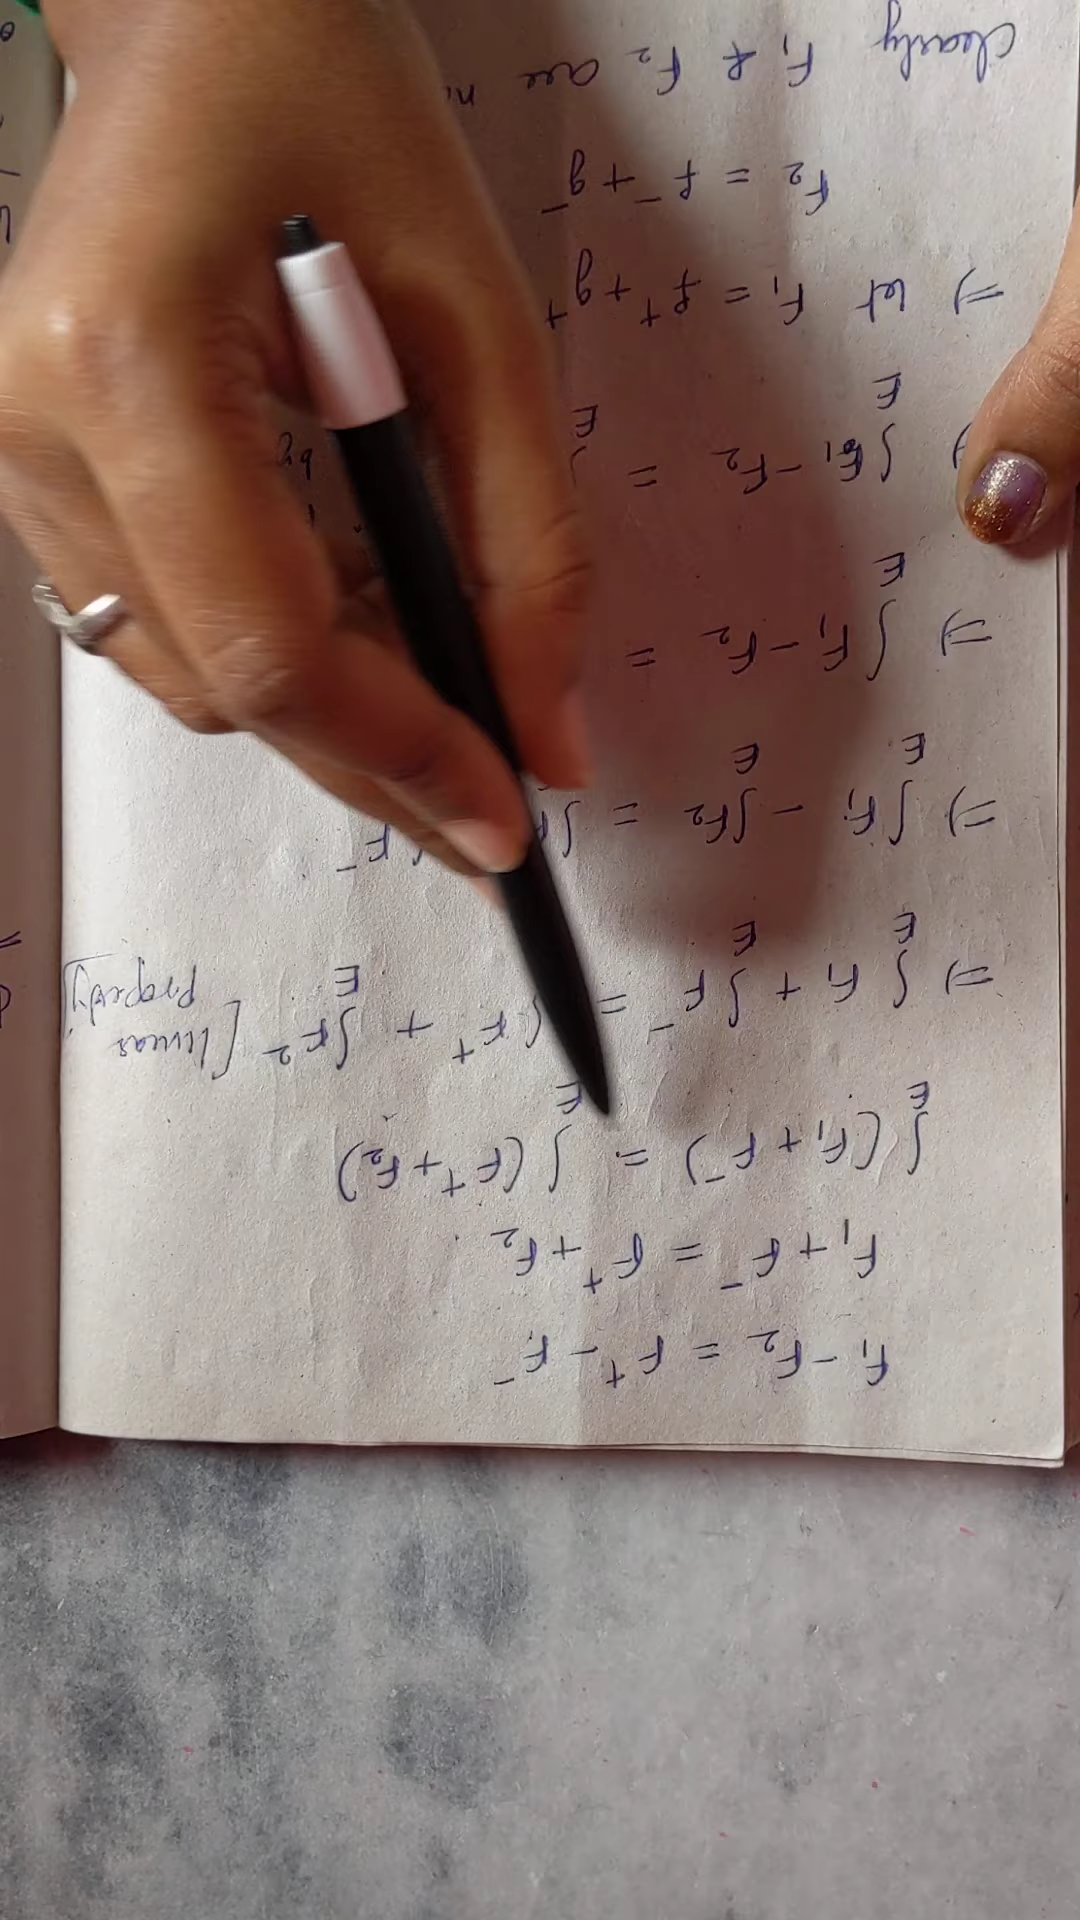 F₁ - F₂ = F⁺ - F⁻
F₁ + F⁻ = F⁺ + F₂
∫ (F₁ + F⁻) = ∫ (F⁺ + F₂)
E E
⇒ ∫ F₁ + ∫ F⁻ = ∫ F⁺ + ∫ F₂ [linear Property]
E E E
⇒ ∫ F₁ - ∫ F₂ = ∫ F⁻
E E
⇒ ∫ F₁ - F₂ =
E
∫ F₁ - F₂ = by
E E
⇒ let F₁ = f⁺ + g⁺
F₂ = f⁻ + g⁻
Clearly F₁ & F₂ are